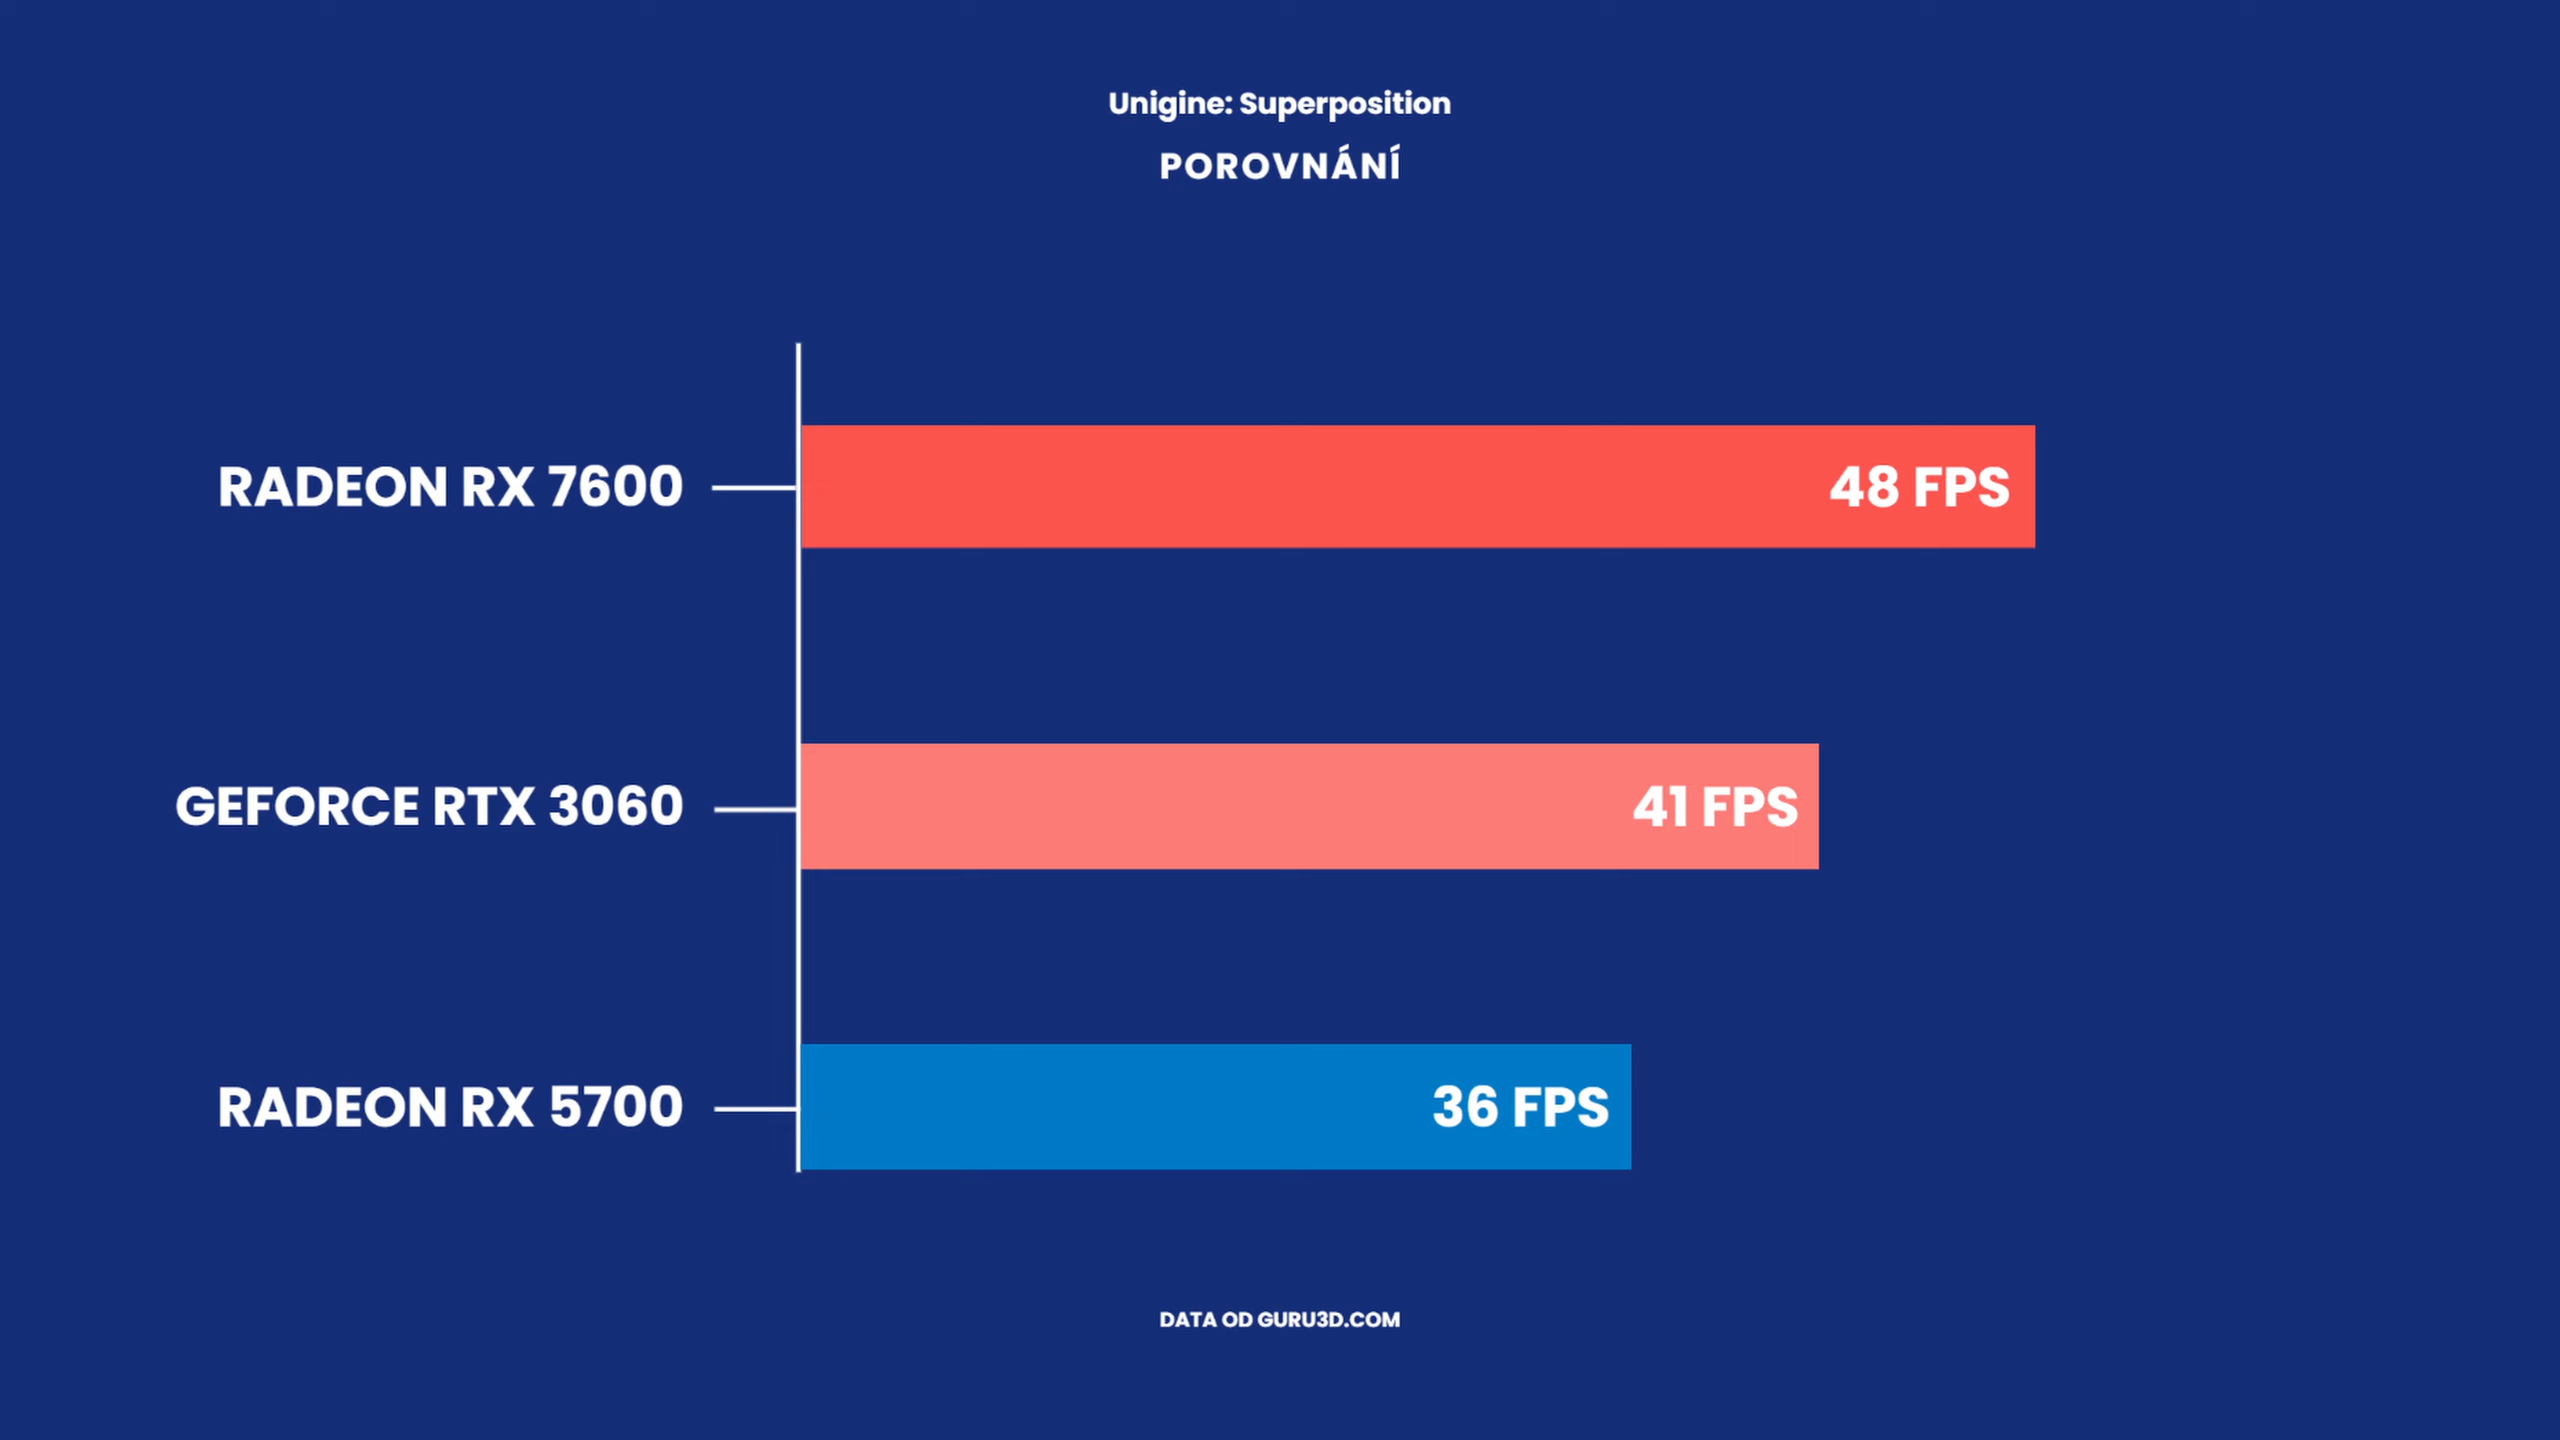 Unigine: Superposition
POROVNÁNÍ
RADEON RX 7600
48 FPS
GEFORCE RTX 3060
41 FPS
RADEON RX 5700
36 FPS
DATA OD GURU3D.COM